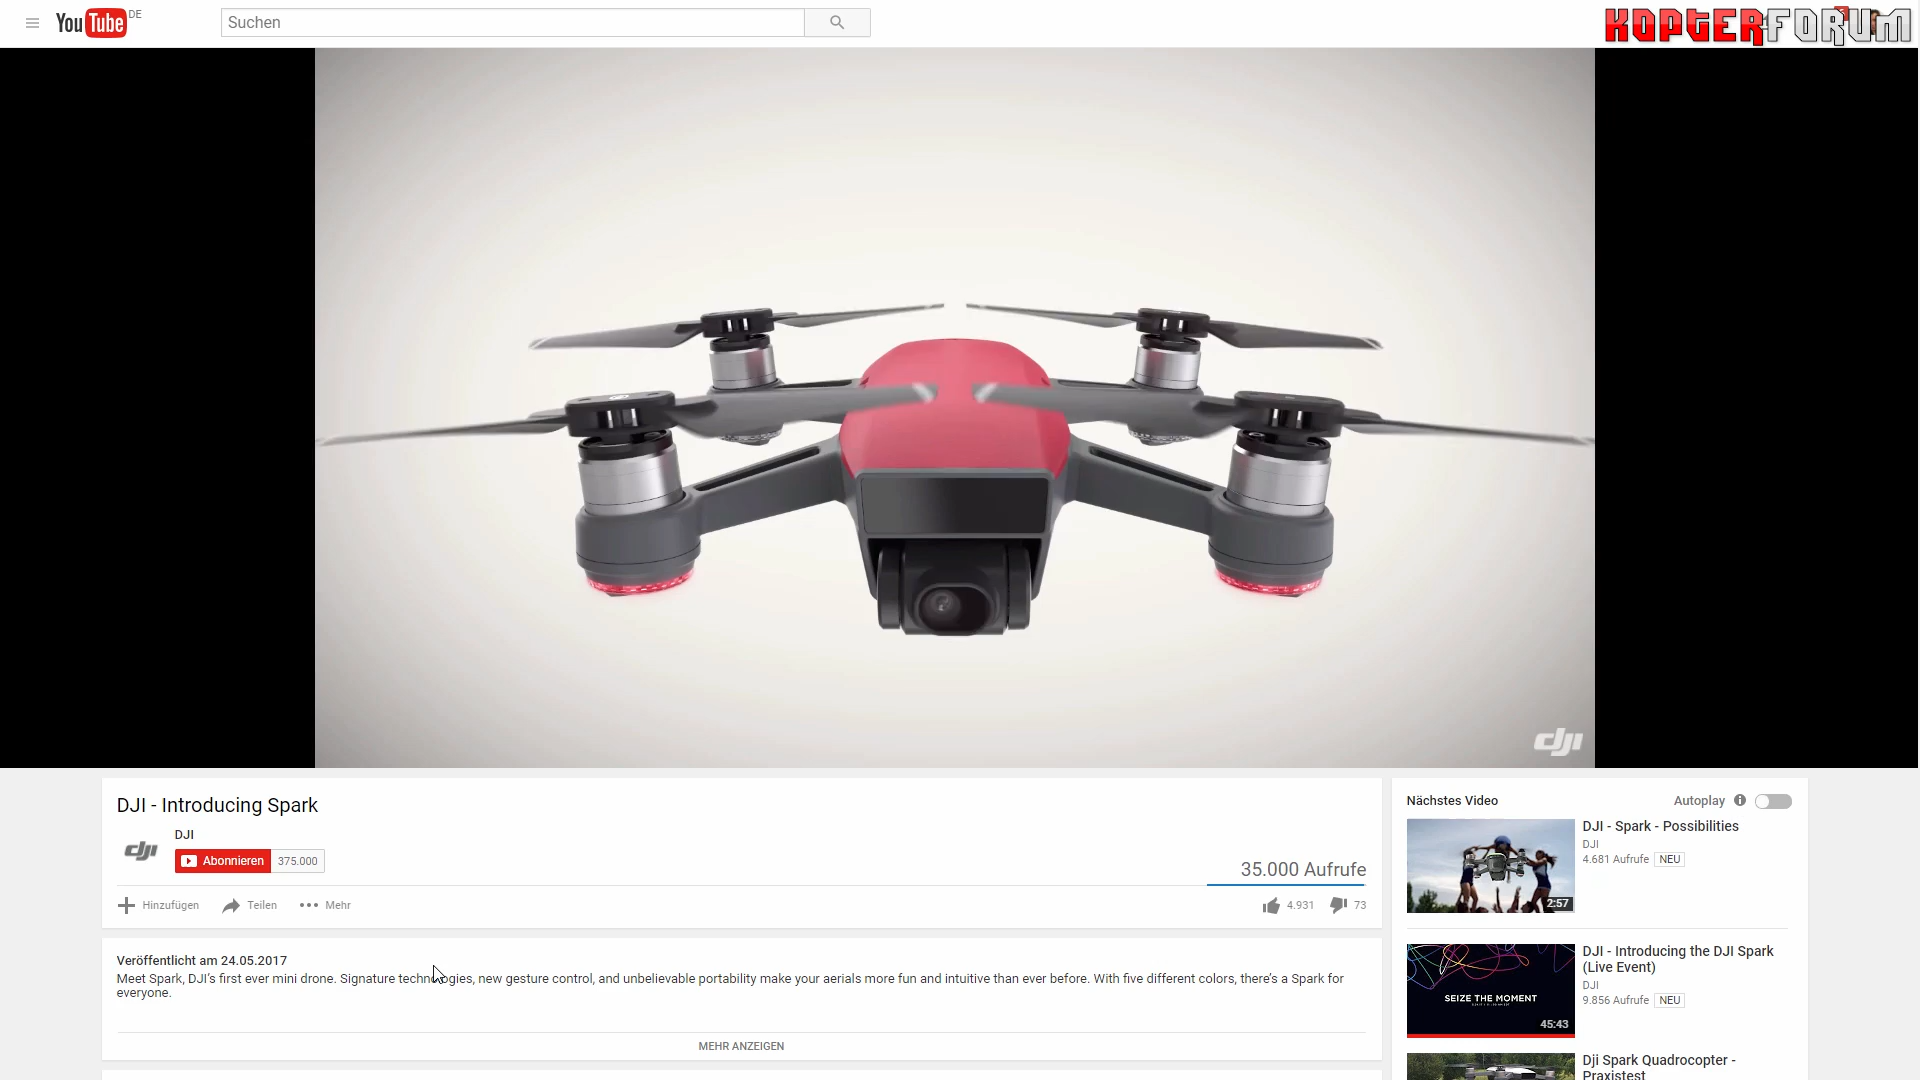 YouTube DE
Suchen
KOPTERFORUM
dji
DJI - Introducing Spark
dji
DJI
Abonnieren 375.000
35.000 Aufrufe
Hinzufügen Teilen Mehr
4.931 73
Veröffentlicht am 24.05.2017
Meet Spark, DJI's first ever mini drone. Signature technologies, new gesture control, and unbelievable portability make your aerials more fun and intuitive than ever before. With five different colors, there's a Spark for
everyone.
MEHR ANZEIGEN
Nächstes Video Autoplay
DJI - Spark - Possibilities
DJI
4.681 Aufrufe NEU
2:57
DJI - Introducing the DJI Spark
(Live Event)
DJI
9.856 Aufrufe NEU
SEIZE THE MOMENT
45:43
Dji Spark Quadrocopter -
Praxistest